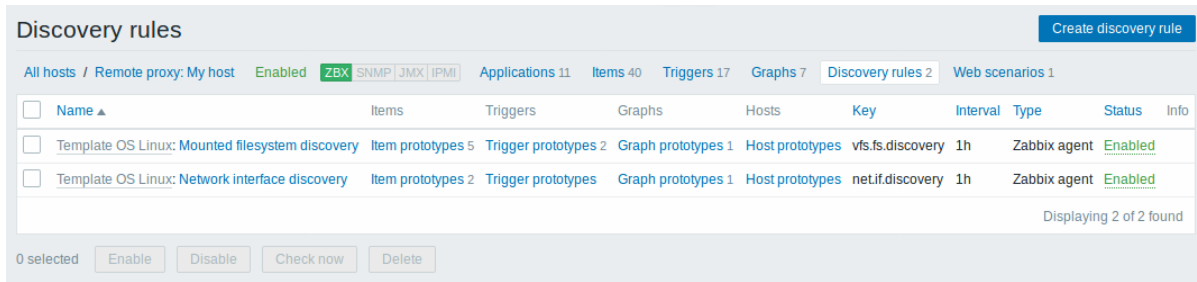 Discovery rules Create discovery rule
All hosts / Remote proxy: My host Enabled ZBX SNMP JMX IPMI Applications 11 Items 40 Triggers 17 Graphs 7 Discovery rules 2 Web scenarios 1
Name ▲ Items Triggers Graphs Hosts Key Interval Type Status Info
Template OS Linux: Mounted filesystem discovery Item prototypes 5 Trigger prototypes 2 Graph prototypes 1 Host prototypes vfs.fs.discovery 1h Zabbix agent Enabled
Template OS Linux: Network interface discovery Item prototypes 2 Trigger prototypes Graph prototypes 1 Host prototypes net.if.discovery 1h Zabbix agent Enabled
Displaying 2 of 2 found
0 selected Enable Disable Check now Delete